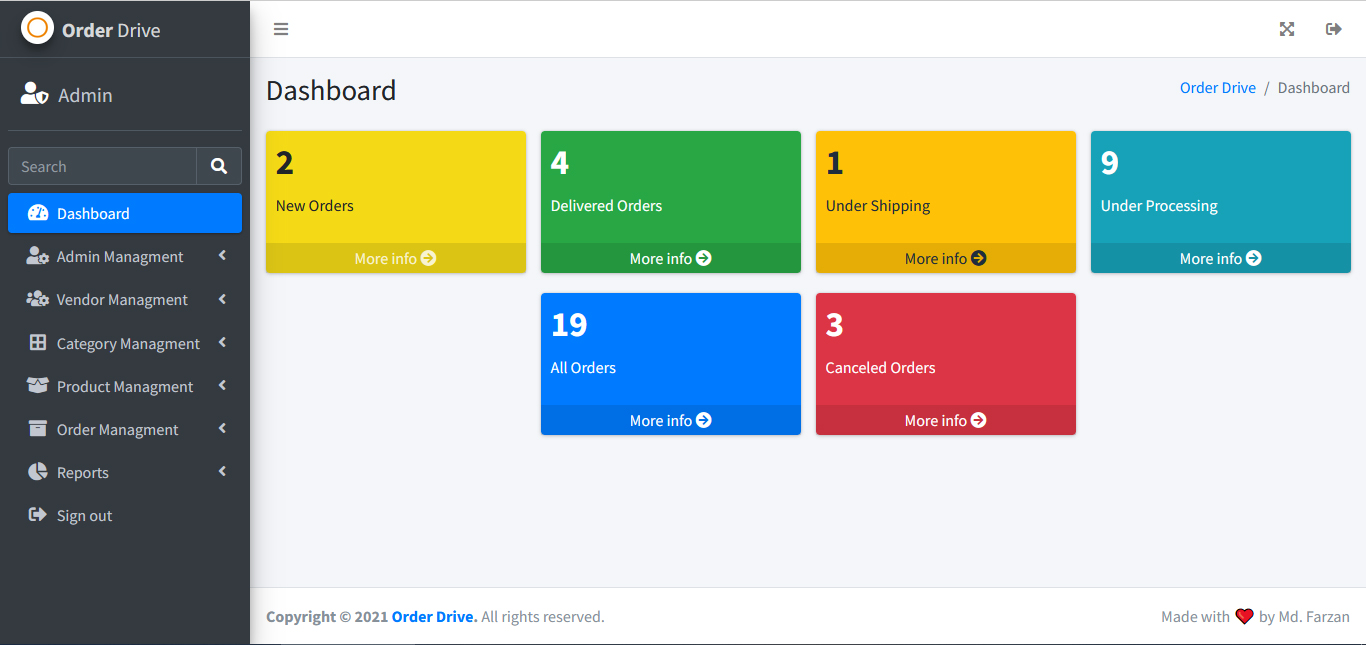 Order Drive
Admin
Search
Dashboard
Admin Managment
Vendor Managment
Category Managment
Product Managment
Order Managment
Reports
Sign out
Dashboard
Order Drive / Dashboard
2
New Orders
More info
4
Delivered Orders
More info
1
Under Shipping
More info
9
Under Processing
More info
19
All Orders
More info
3
Canceled Orders
More info
Copyright © 2021 Order Drive. All rights reserved.
Made with ❤ by Md. Farzan